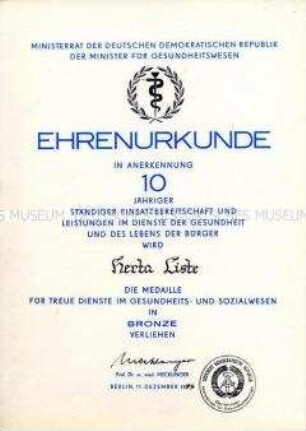 MINISTERRAT DER DEUTSCHEN DEMOKRATISCHEN REPUBLIK
DER MINISTER FÜR GESUNDHEITSWESEN
EHRENURKUNDE
IN ANERKENNUNG
10
JÄHRIGER
STÄNDIGER EINSATZBEREITSCHAFT UND
LEISTUNGEN IM DIENSTE DER GESUNDHEIT
UND DES LEBENS DER BÜRGER
WIRD
Herta Liste
DIE MEDAILLE
FÜR TREUE DIENSTE IM GESUNDHEITS- UND SOZIALWESEN
IN
BRONZE
VERLIEHEN
Mecklinger
Prof. Dr. sc. med. MECKLINGER
BERLIN, 11. DEZEMBER